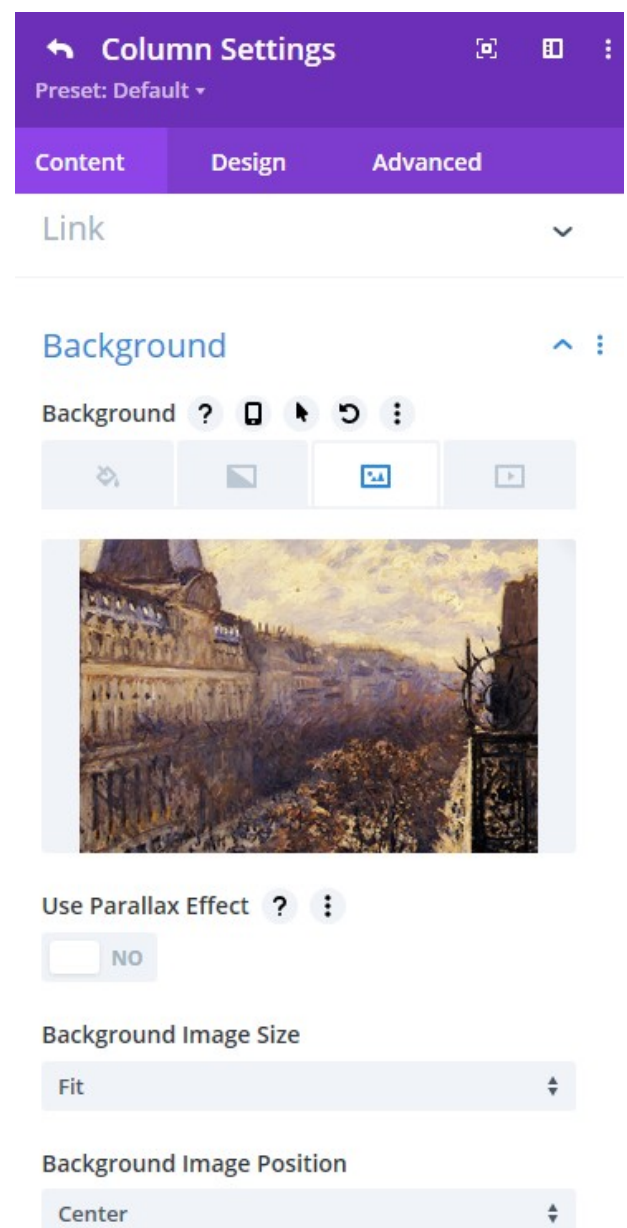 Column Settings
Preset: Default
Content Design Advanced
Link
Background
Background ?
Use Parallax Effect ?
NO
Background Image Size
Fit
Background Image Position
Center